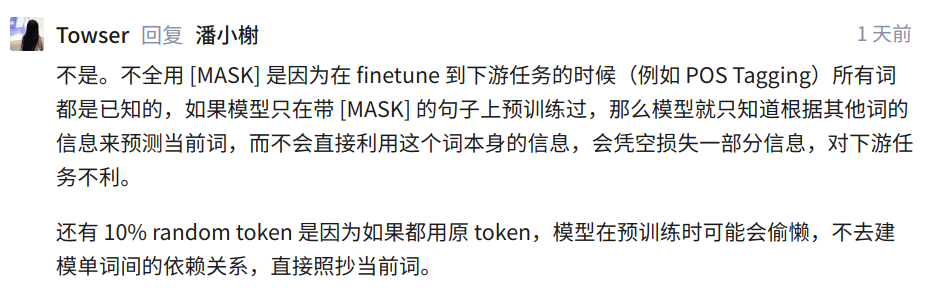 Towser 回复 潘小榭 1 天前
不是。不全用 [MASK] 是因为在 finetune 到下游任务的时候（例如 POS Tagging）所有词
都是已知的，如果模型只在带 [MASK] 的句子上预训练过，那么模型就只知道根据其他词的
信息来预测当前词，而不会直接利用这个词本身的信息，会凭空损失一部分信息，对下游任
务不利。
还有 10% random token 是因为如果都用原 token，模型在预训练时可能会偷懒，不去建
模单词间的依赖关系，直接照抄当前词。